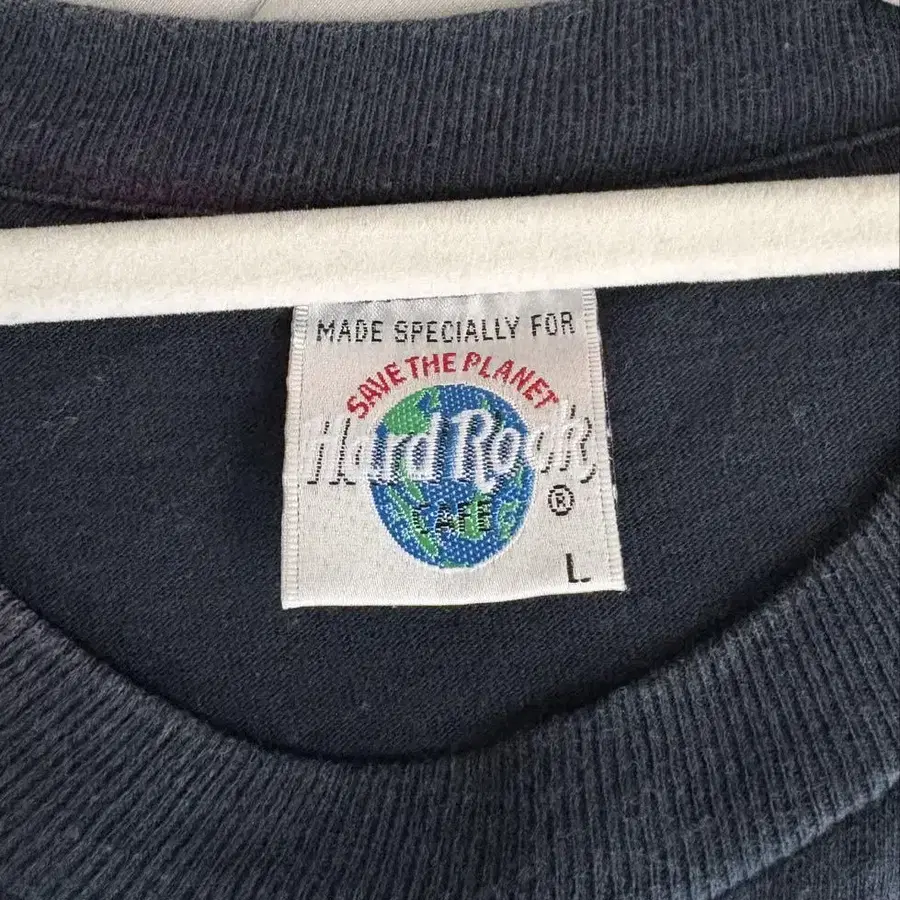 MADE SPECIALLY FOR
SAVE THE PLANET
Hard Rock
CAFE
®
L